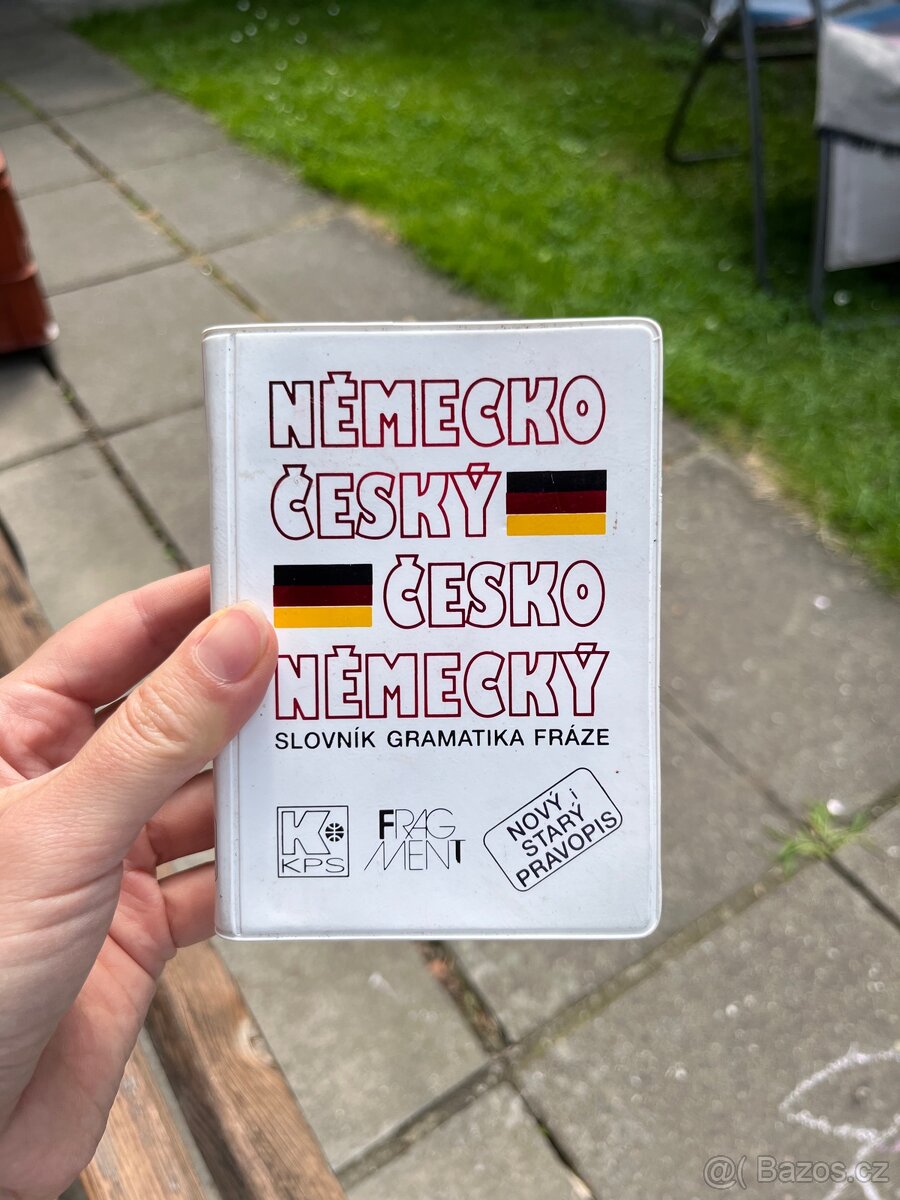 NĚMECKO
ČESKÝ
ČESKO
NĚMECKÝ
SLOVNÍK GRAMATIKA FRÁZE
K
KPS
FRAG
MENT
NOVÝ i
STARÝ
PRAVOPIS
@( Bazos.cz